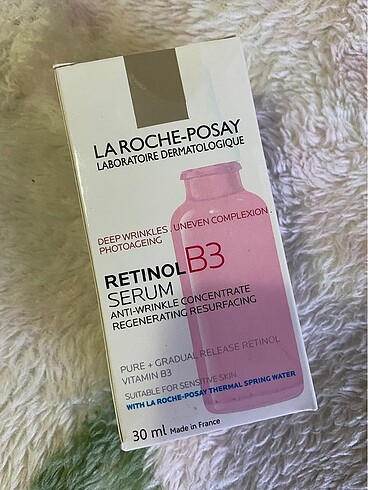 LA ROCHE-POSAY
LABORATOIRE DERMATOLOGIQUE
DEEP WRINKLES . UNEVEN COMPLEXION .
PHOTOAGEING
RETINOL B3
SERUM
ANTI-WRINKLE CONCENTRATE
REGENERATING RESURFACING
PURE + GRADUAL RELEASE RETINOL
VITAMIN B3
SUITABLE FOR SENSITIVE SKIN
WITH LA ROCHE-POSAY THERMAL SPRING WATER
30 ml Made in France